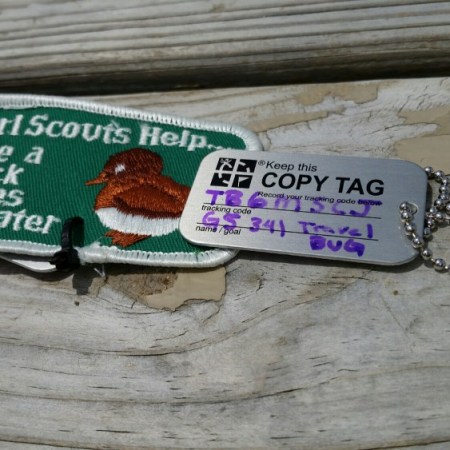 rl Scouts Help...
e a
ck
es
ater
® Keep this
COPY TAG
Record your tracking code below
tracking code
GS 341 Travel
name / goal
BUG